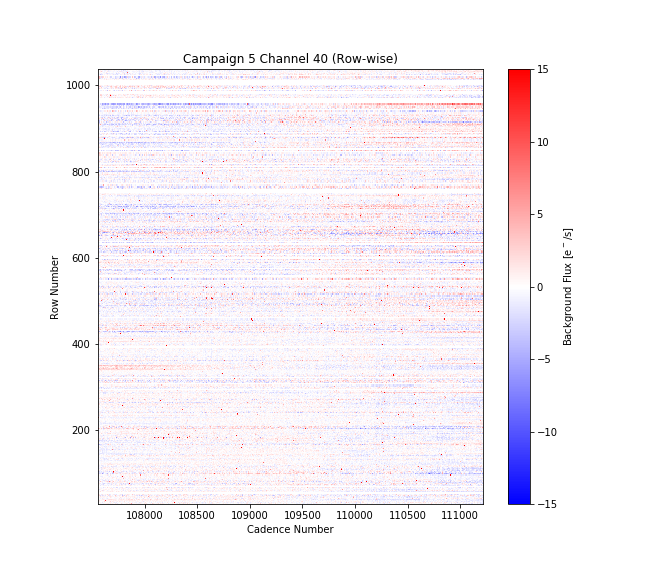 Campaign 5 Channel 40 (Row-wise)
Row Number
1000
800
600
400
200
108000 108500 109000 109500 110000 110500 111000
Cadence Number
15
10
5
0
−5
−10
−15
Background Flux [e⁻/s]